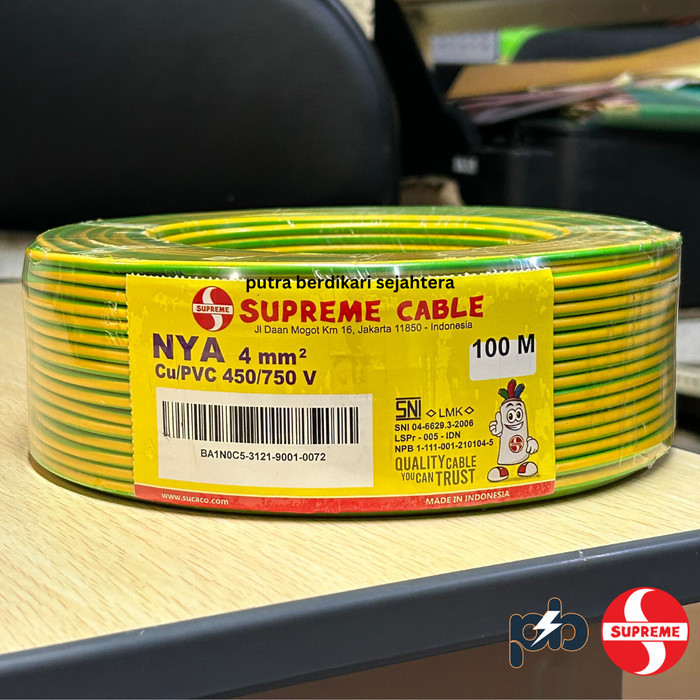 putra berdikari sejahtera
SUPREME
SUPREME CABLE
Jl Daan Mogot Km 16, Jakarta 11850 - Indonesia
NYA 4 mm²
100 M
Cu/PVC 450/750 V
SNI LMK
SNI 04-6629.3-2006
LSPr - 005 - IDN
NPB 1-111-001-210104-5
BA1N0C5-3121-9001-0072
QUALITY CABLE
YOU CAN TRUST
www.sucaco.com
MADE IN INDONESIA
pb
SUPREME